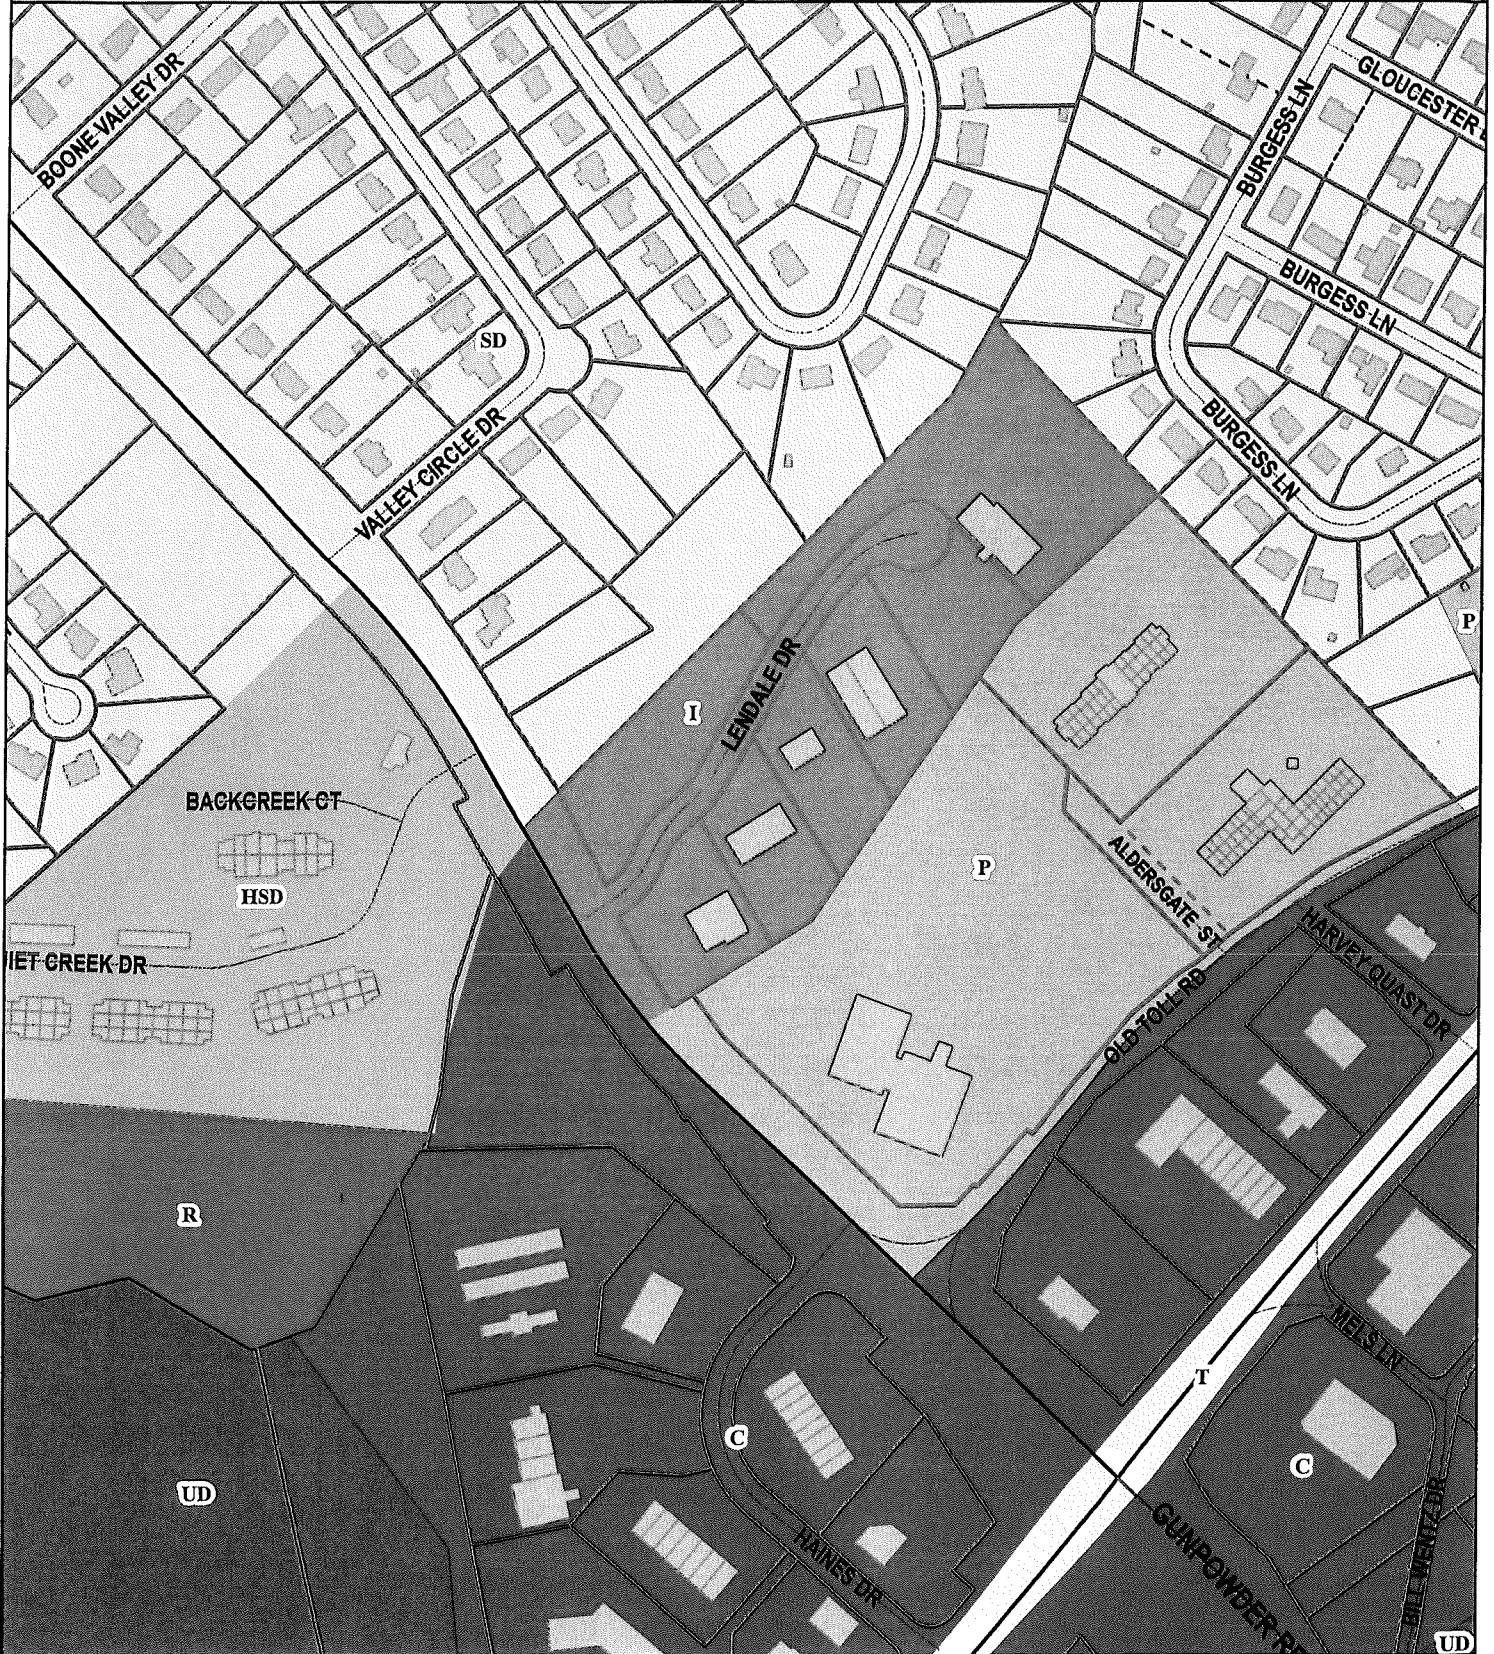 BOONE VALLEY DR
GLOUCESTER
BURGESS LN
BURGESS LN
SD
BURGESS LN
VALLEY CIRCLE DR
P
LENDALE DR
I
BACKCREEK CT
P
ALDERSGATE ST
HSD
HARVEY QUAST DR
IET CREEK DR
OLD TOLL RD
R
MELS LN
T
C
C
UD
GUNPOWDER RD
BILL WENTZ DR
HAINES DR
UD